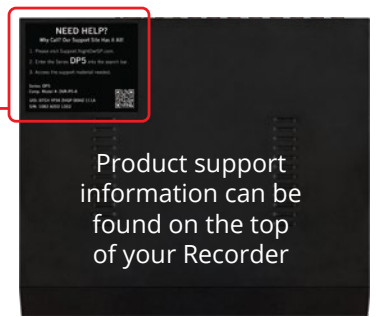 NEED HELP?
Why Call? Our Support Site Has It All!
1. Please visit Support.NightOwlSP.com.
2. Enter the Series DP5 into the search bar.
3. Access the support material needed.
Series: DP5
Product support
information can be
found on the top
of your Recorder